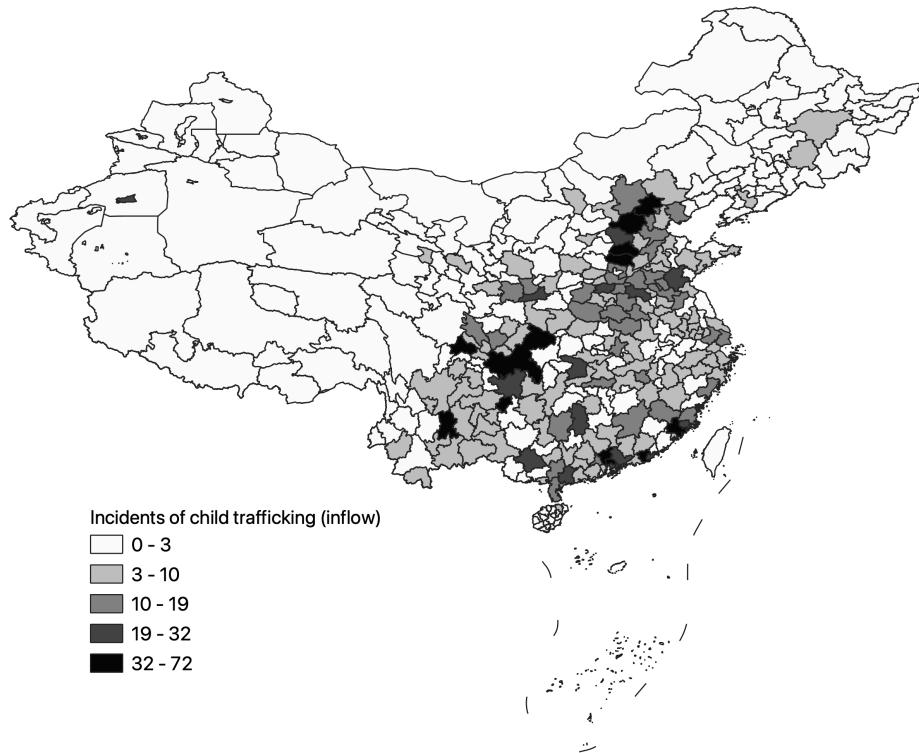 Incidents of child trafficking (inflow)
0 - 3
3 - 10
10 - 19
19 - 32
32 - 72